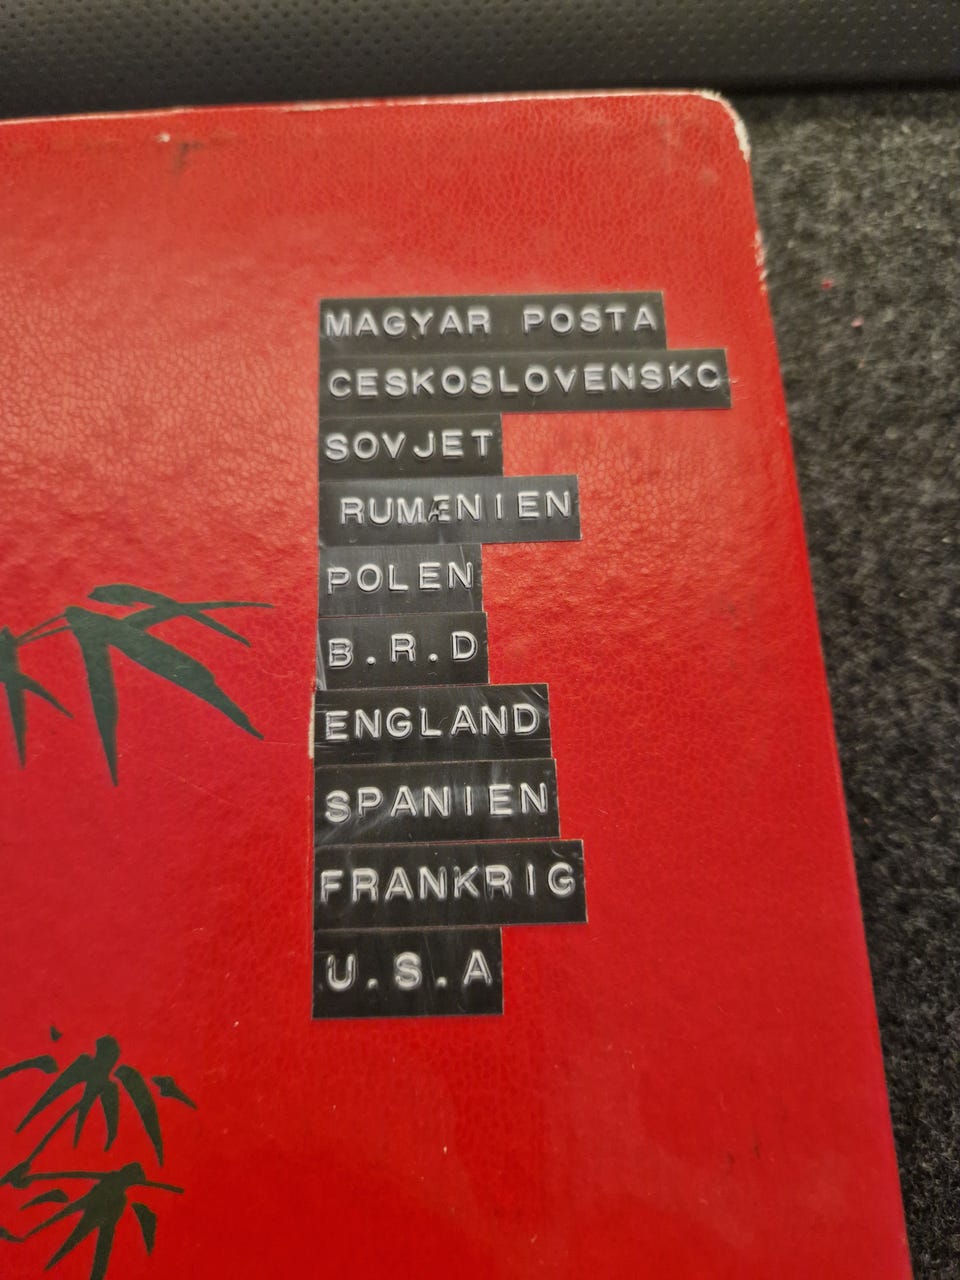 MAGYAR POSTA
CESKOSLOVENSKO
SOVJET
RUMÆNIEN
POLEN
B.R.D
ENGLAND
SPANIEN
FRANKRIG
U.S.A